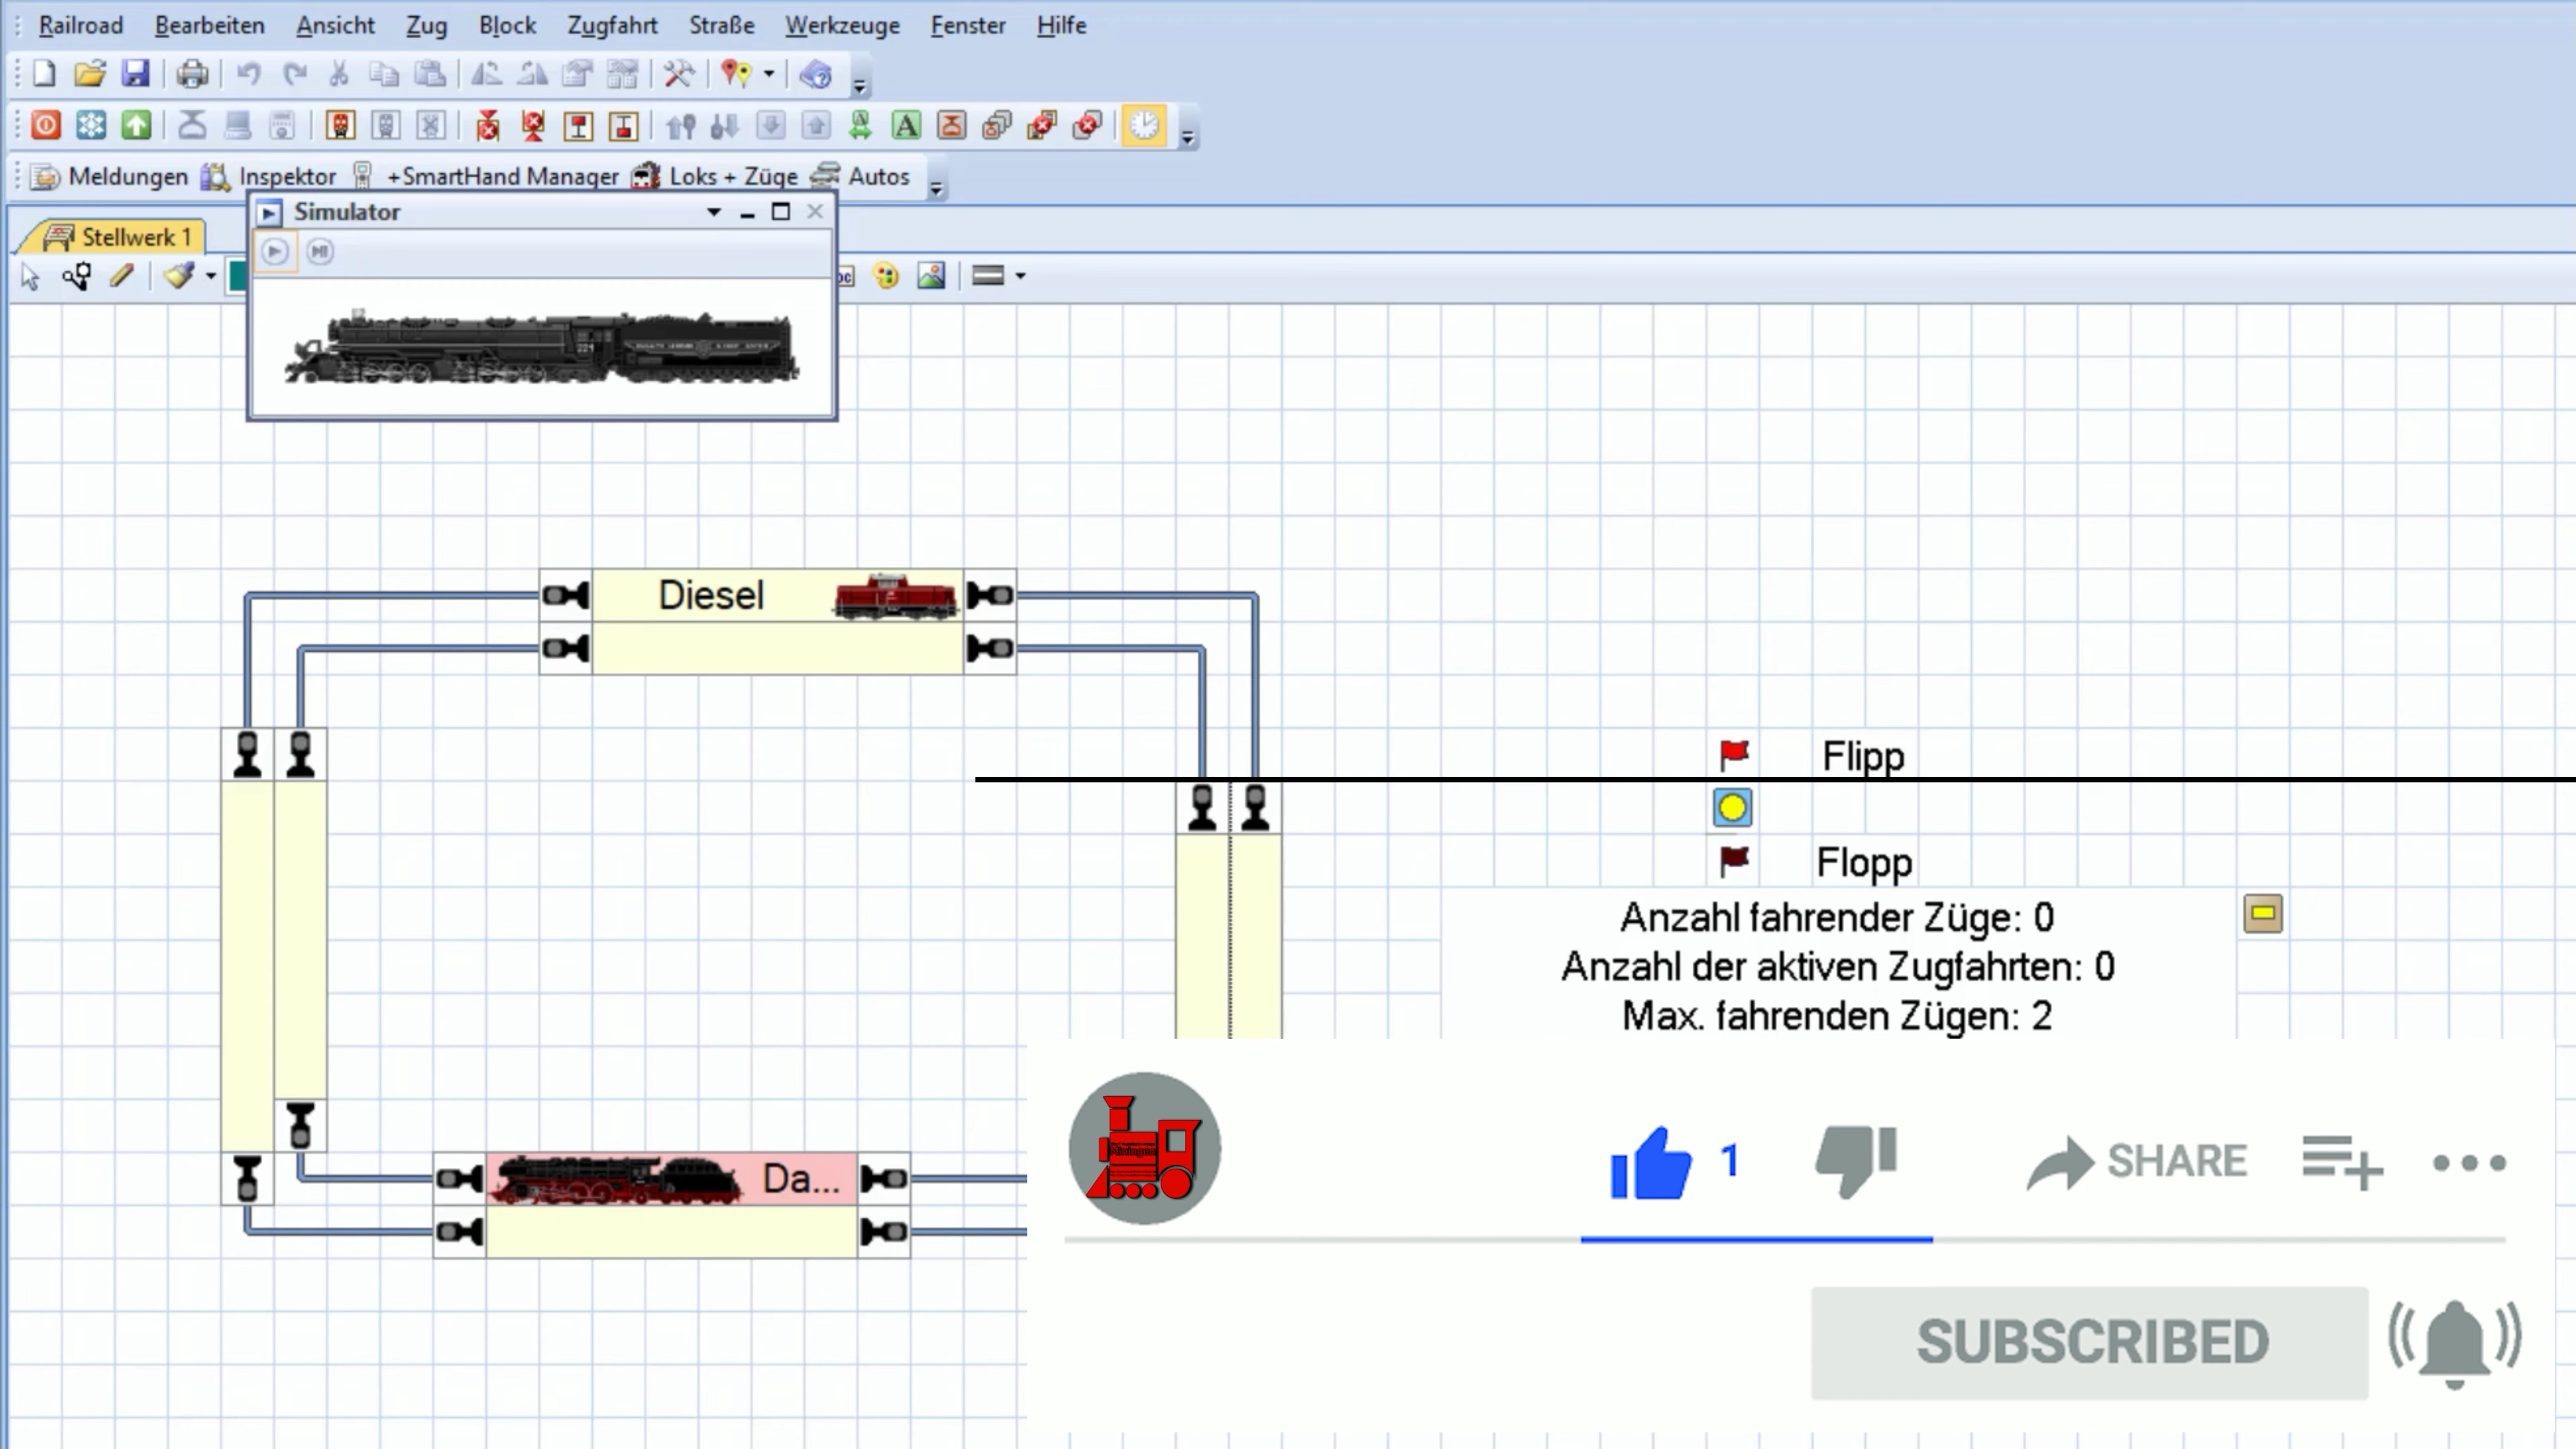 Railroad Bearbeiten Ansicht Zug Block Zugfahrt Straße Werkzeuge Fenster Hilfe
Meldungen Inspektor +SmartHand Manager Loks + Züge Autos
Simulator
Stellwerk 1
Diesel
Flipp
Flopp
Anzahl fahrender Züge: 0
Anzahl der aktiven Zugfahrten: 0
Max. fahrenden Zügen: 2
Da...
1 SHARE
SUBSCRIBED